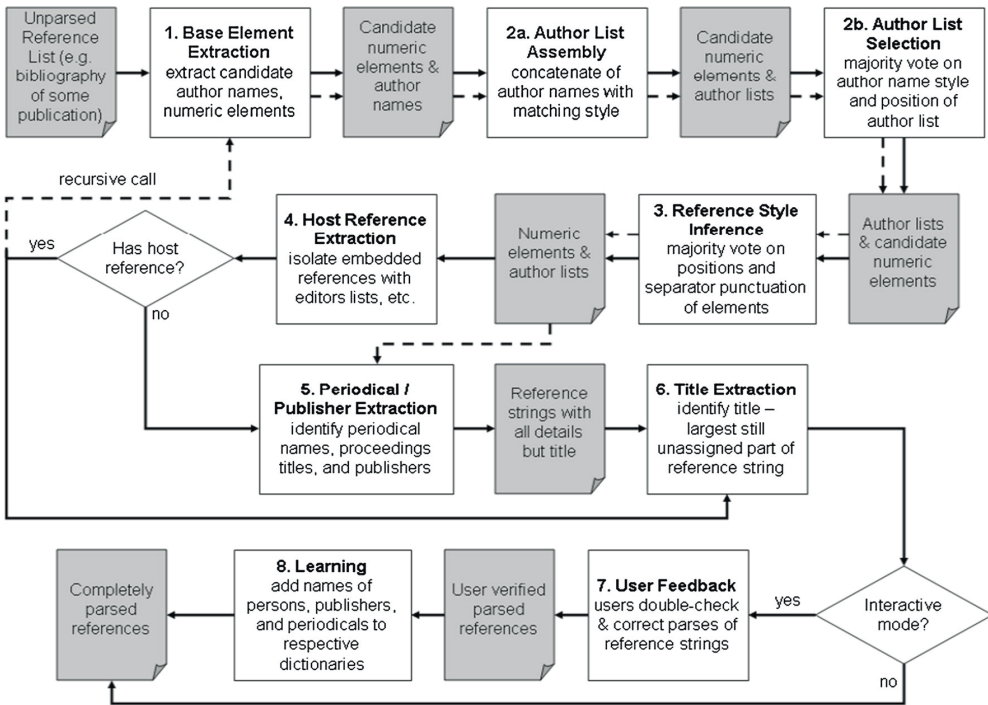 Unparsed
Reference
List (e.g.
bibliography
of some
publication)
1. Base Element
Extraction
extract candidate
author names,
numeric elements
Candidate
numeric
elements &
author
names
2a. Author List
Assembly
concatenate of
author names with
matching style
Candidate
numeric
elements &
author lists
2b. Author List
Selection
majority vote on
author name style
and position of
author list
recursive call
yes
Has host
reference?
no
4. Host Reference
Extraction
isolate embedded
references with
editors lists, etc.
Numeric
elements &
author lists
3. Reference Style
Inference
majority vote on
positions and
separator punctuation
of elements
Author lists
& candidate
numeric
elements
5. Periodical /
Publisher Extraction
identify periodical
names, proceedings
titles, and publishers
Reference
strings with
all details
but title
6. Title Extraction
identify title –
largest still
unassigned part of
reference string
Completely
parsed
references
8. Learning
add names of
persons, publishers,
and periodicals to
respective
dictionaries
User verified
parsed
references
7. User Feedback
users double-check
& correct parses of
reference strings
yes
Interactive
mode?
no